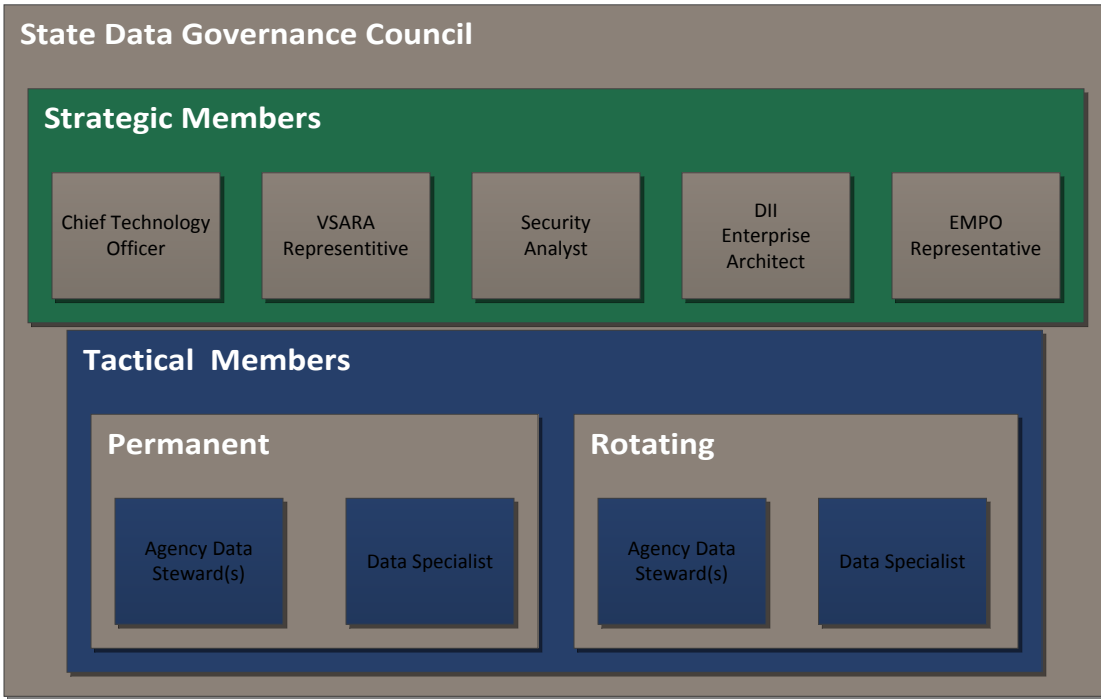 State Data Governance Council
Strategic Members
Chief Technology
Officer
VSARA
Representitive
Security
Analyst
DII
Enterprise
Architect
EMPO
Representative
Tactical  Members
Permanent
Agency Data
Steward(s)
Data Specialist
Rotating
Agency Data
Steward(s)
Data Specialist